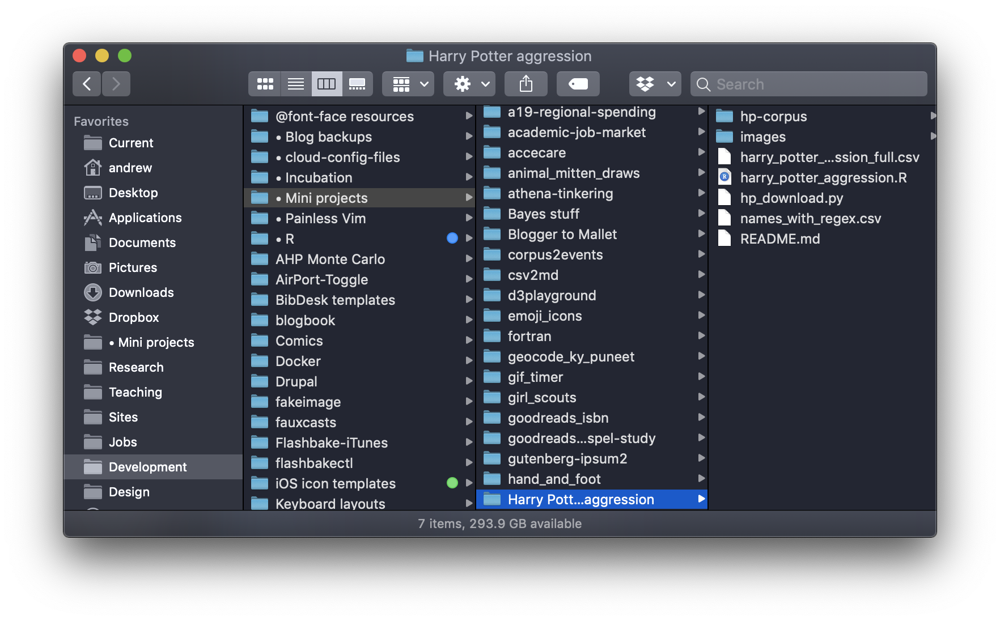 Harry Potter aggression
Search
Favorites
Current
andrew
Desktop
Applications
Documents
Pictures
Downloads
Dropbox
• Mini projects
Research
Teaching
Sites
Jobs
Development
Design
@font-face resources
• Blog backups
• cloud-config-files
• Incubation
• Mini projects
• Painless Vim
• R
AHP Monte Carlo
AirPort-Toggle
BibDesk templates
blogbook
Comics
Docker
Drupal
fakeimage
fauxcasts
Flashbake-iTunes
flashbakectl
iOS icon templates
Keyboard layouts
a19-regional-spending
academic-job-market
accecare
animal_mitten_draws
athena-tinkering
Bayes stuff
Blogger to Mallet
corpus2events
csv2md
d3playground
emoji_icons
fortran
geocode_ky_puneet
gif_timer
girl_scouts
goodreads_isbn
goodreads...spel-study
gutenberg-ipsum2
hand_and_foot
Harry Pott...aggression
hp-corpus
images
harry_potter_...ssion_full.csv
R
harry_potter_aggression.R
hp_download.py
names_with_regex.csv
README.md
7 items, 293.9 GB available